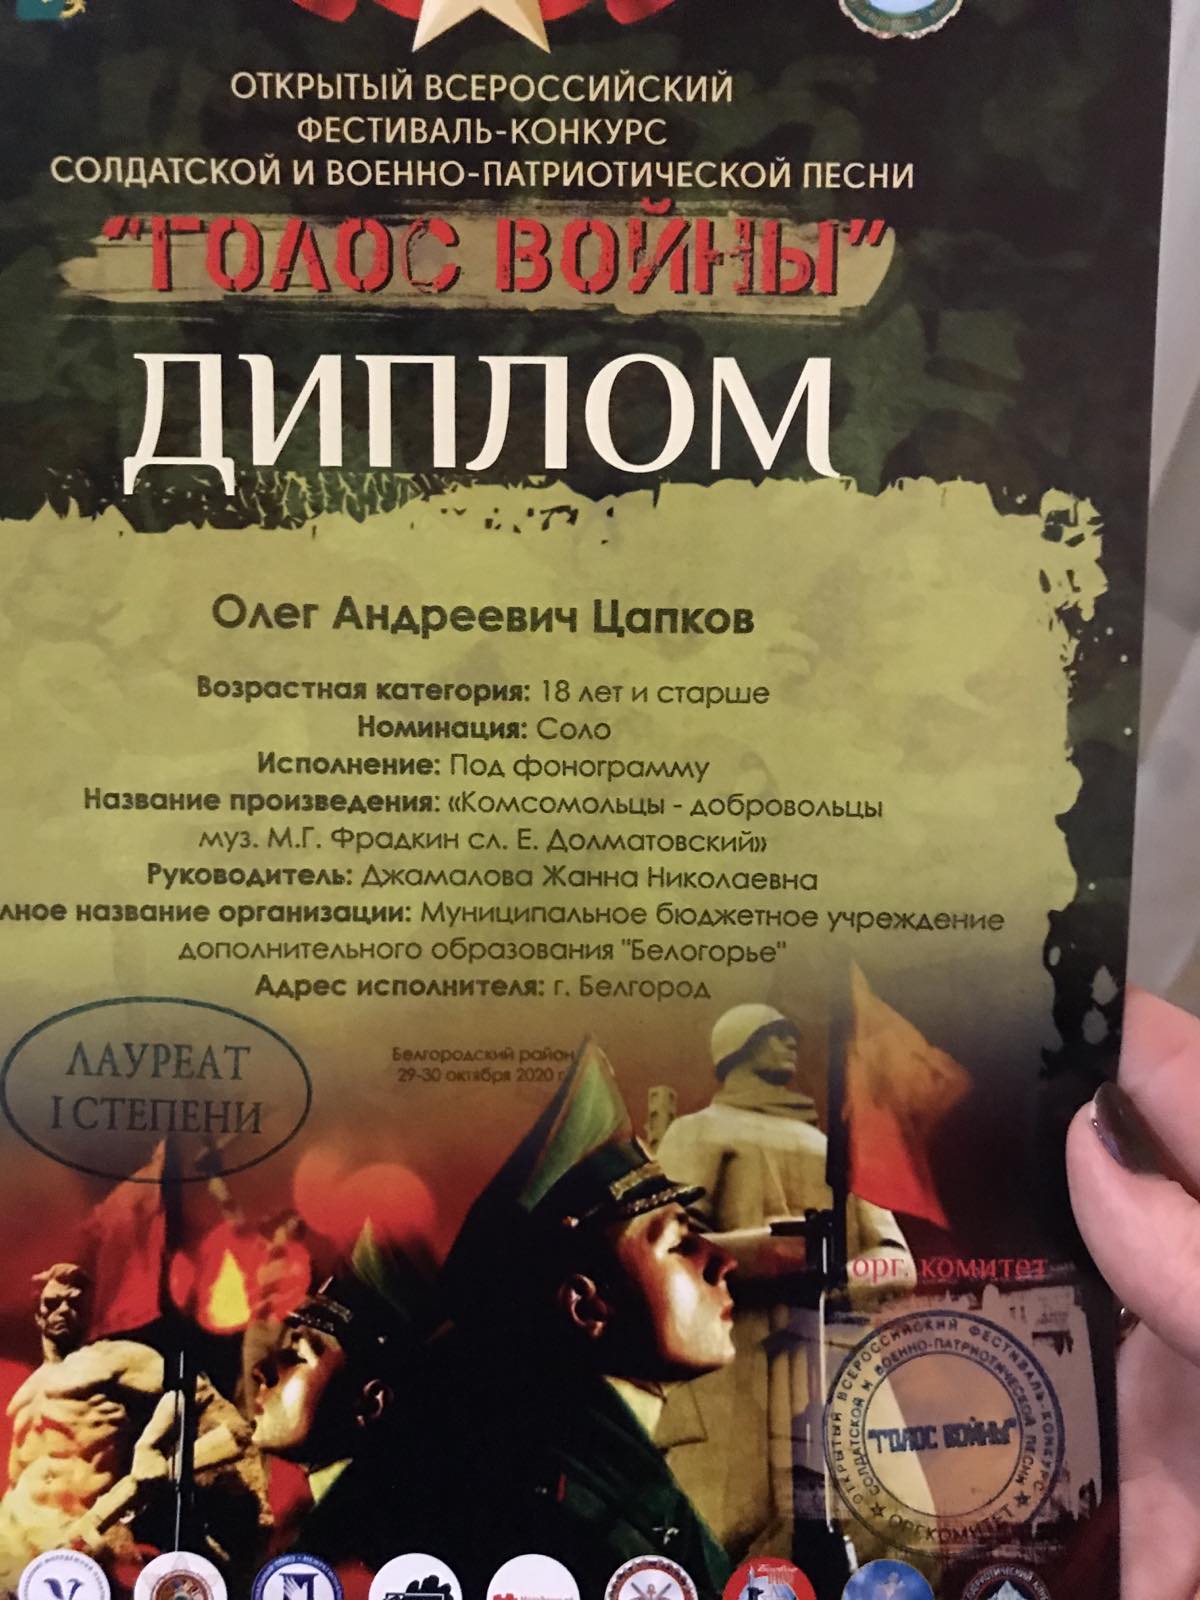 ОТКРЫТЫЙ ВСЕРОССИЙСКИЙ
ФЕСТИВАЛЬ-КОНКУРС
СОЛДАТСКОЙ И ВОЕННО-ПАТРИОТИЧЕСКОЙ ПЕСНИ
"ГОЛОС ВОЙНЫ"
ДИПЛОМ
Олег Андреевич Цапков
Возрастная категория: 18 лет и старше
Номинация: Соло
Исполнение: Под фонограмму
Название произведения: «Комсомольцы - добровольцы
муз. М.Г. Фрадкин сл. Е. Долматовский»
Руководитель: Джамалова Жанна Николаевна
лное название организации: Муниципальное бюджетное учреждение
дополнительного образования "Белогорье"
Адрес исполнителя: г. Белгород
ЛАУРЕАТ
I СТЕПЕНИ
Белгородский район
29-30 октября 2020 г.
орг. комитет
ОТКРЫТЫЙ ВСЕРОССИЙСКИЙ ФЕСТИВАЛЬ-КОНКУРС
СОЛДАТСКОЙ И ВОЕННО-ПАТРИОТИЧЕСКОЙ ПЕСНИ
"ГОЛОС ВОЙНЫ"
★ ОРГКОМИТЕТ ★